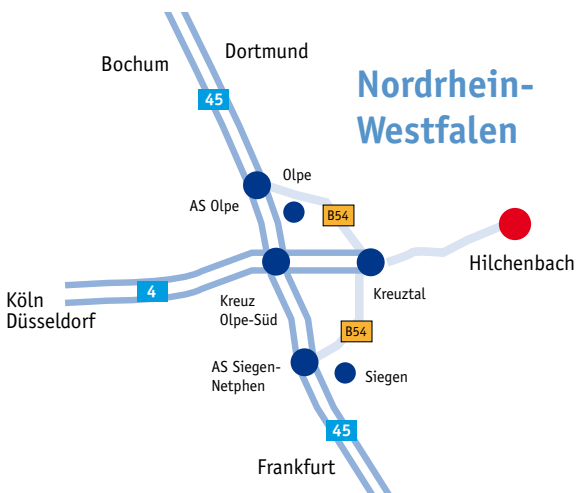 Dortmund
Bochum
Nordrhein-
Westfalen
45
Olpe
AS Olpe
B54
Hilchenbach
4
Köln
Düsseldorf
Kreuz
Olpe-Süd
Kreuztal
B54
AS Siegen-
Netphen
Siegen
45
Frankfurt